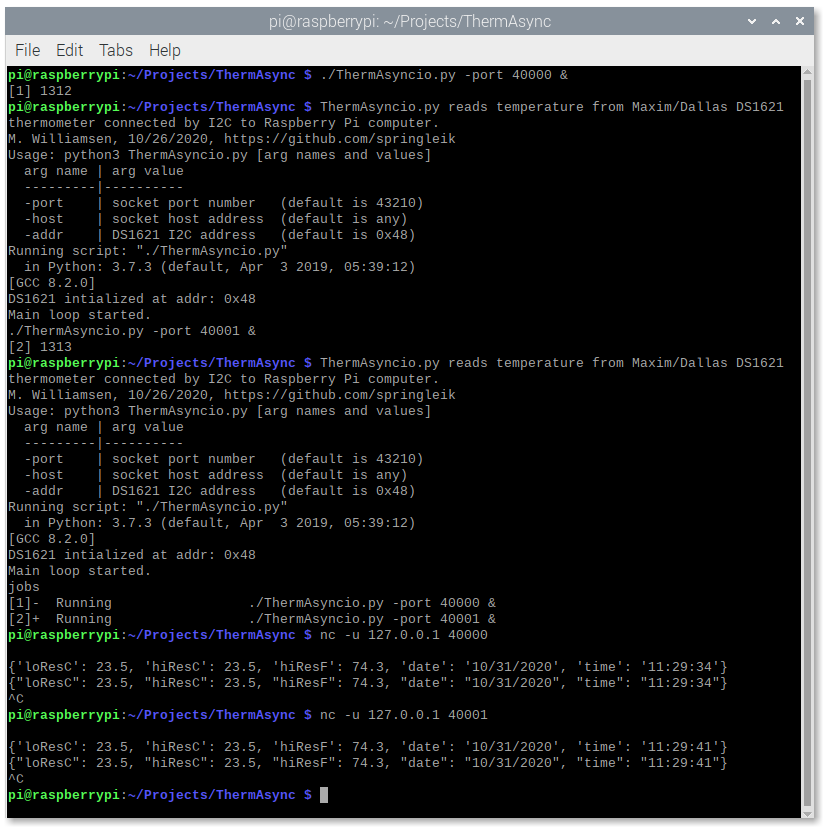 pi@raspberrypi: ~/Projects/ThermAsync
File Edit Tabs Help
pi@raspberrypi:~/Projects/ThermAsync $ ./ThermAsyncio.py -port 40000 &
[1] 1312
pi@raspberrypi:~/Projects/ThermAsync $ ThermAsyncio.py reads temperature from Maxim/Dallas DS1621
thermometer connected by I2C to Raspberry Pi computer.
M. Williamsen, 10/26/2020, https://github.com/springleik
Usage: python3 ThermAsyncio.py [arg names and values]
  arg name | arg value
  ---------|----------
  -port    | socket port number   (default is 43210)
  -host    | socket host address  (default is any)
  -addr    | DS1621 I2C address   (default is 0x48)
Running script: "./ThermAsyncio.py"
  in Python: 3.7.3 (default, Apr  3 2019, 05:39:12)
[GCC 8.2.0]
DS1621 intialized at addr: 0x48
Main loop started.
./ThermAsyncio.py -port 40001 &
[2] 1313
pi@raspberrypi:~/Projects/ThermAsync $ ThermAsyncio.py reads temperature from Maxim/Dallas DS1621
thermometer connected by I2C to Raspberry Pi computer.
M. Williamsen, 10/26/2020, https://github.com/springleik
Usage: python3 ThermAsyncio.py [arg names and values]
  arg name | arg value
  ---------|----------
  -port    | socket port number   (default is 43210)
  -host    | socket host address  (default is any)
  -addr    | DS1621 I2C address   (default is 0x48)
Running script: "./ThermAsyncio.py"
  in Python: 3.7.3 (default, Apr  3 2019, 05:39:12)
[GCC 8.2.0]
DS1621 intialized at addr: 0x48
Main loop started.
jobs
[1]-  Running                 ./ThermAsyncio.py -port 40000 &
[2]+  Running                 ./ThermAsyncio.py -port 40001 &
pi@raspberrypi:~/Projects/ThermAsync $ nc -u 127.0.0.1 40000
{'loResC': 23.5, 'hiResC': 23.5, 'hiResF': 74.3, 'date': '10/31/2020', 'time': '11:29:34'}
{"loResC": 23.5, "hiResC": 23.5, "hiResF": 74.3, "date": "10/31/2020", "time": "11:29:34"}
^C
pi@raspberrypi:~/Projects/ThermAsync $ nc -u 127.0.0.1 40001
{'loResC': 23.5, 'hiResC': 23.5, 'hiResF': 74.3, 'date': '10/31/2020', 'time': '11:29:41'}
{"loResC": 23.5, "hiResC": 23.5, "hiResF": 74.3, "date": "10/31/2020", "time": "11:29:41"}
^C
pi@raspberrypi:~/Projects/ThermAsync $